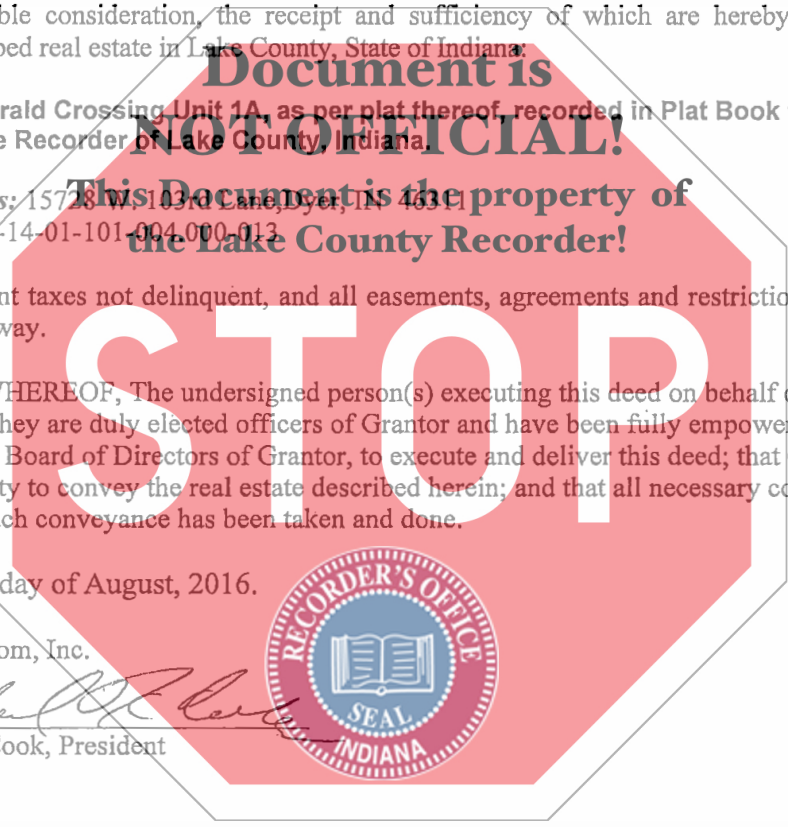 ble consideration, the receipt and sufficiency of which are hereby
bed real estate in Lake County, State of Indiana:
Document is
rald Crossing Unit 1A, as per plat thereof, recorded in Plat Book
e Recorder of Lake County, Indiana.
NOT OFFICIAL!
s: 15728 W. 103rd Lane, Dyer, IN 46311
This Document is the property of
-14-01-101-004.000-013
the Lake County Recorder!
nt taxes not delinquent, and all easements, agreements and restrictio
way.
STOP
WHEREOF, The undersigned person(s) executing this deed on behalf
hey are duly elected officers of Grantor and have been fully empower
Board of Directors of Grantor, to execute and deliver this deed; that
ty to convey the real estate described herein; and that all necessary co
ch conveyance has been taken and done.
day of August, 2016.
RECORDER'S OFFICE
SEAL
INDIANA
om, Inc.
Cook, President